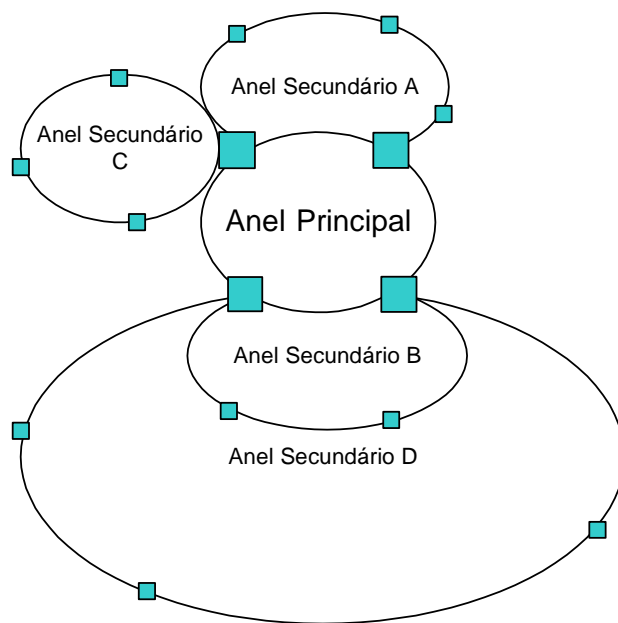 Anel Secundário A
Anel Secundário
C
Anel Principal
Anel Secundário B
Anel Secundário D